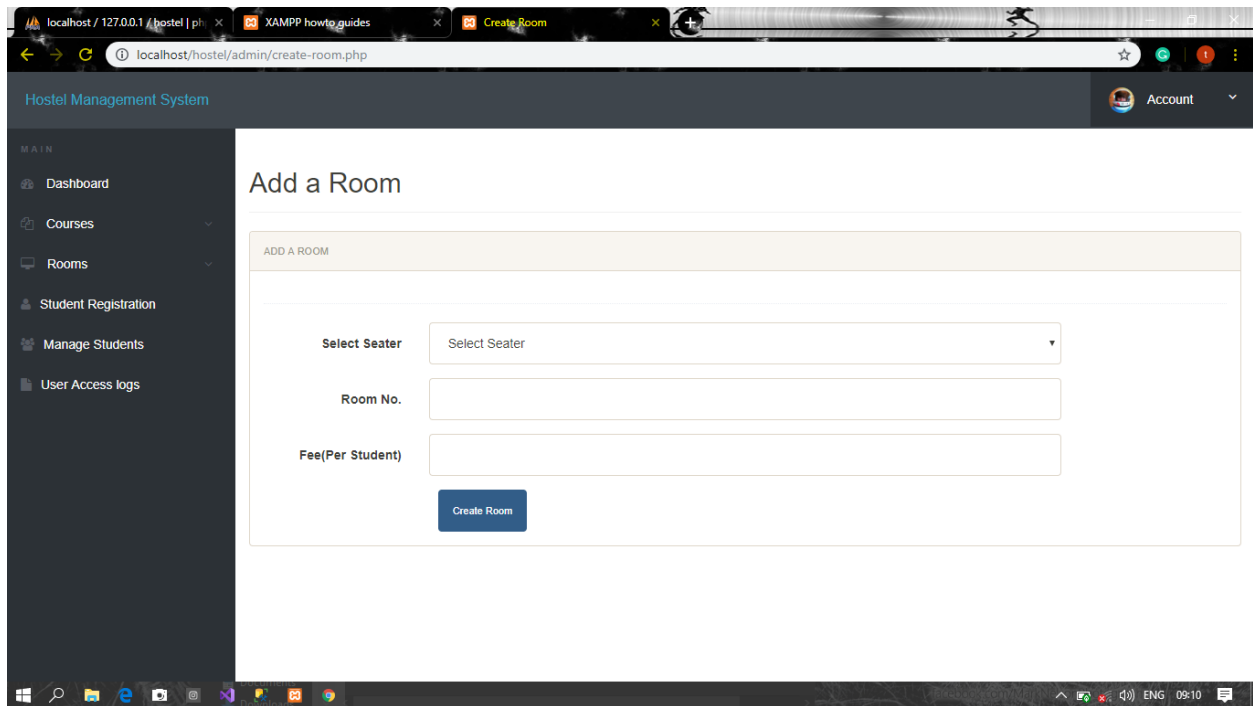 localhost / 127.0.0.1 / hostel | ph
XAMPP howto guides
Create Room
localhost/hostel/admin/create-room.php
t
Hostel Management System
Account
MAIN
Dashboard
Courses
Rooms
Student Registration
Manage Students
User Access logs
Add a Room
ADD A ROOM
Select Seater
Select Seater
Room No.
Fee(Per Student)
Create Room
Documents
ENG
09:10